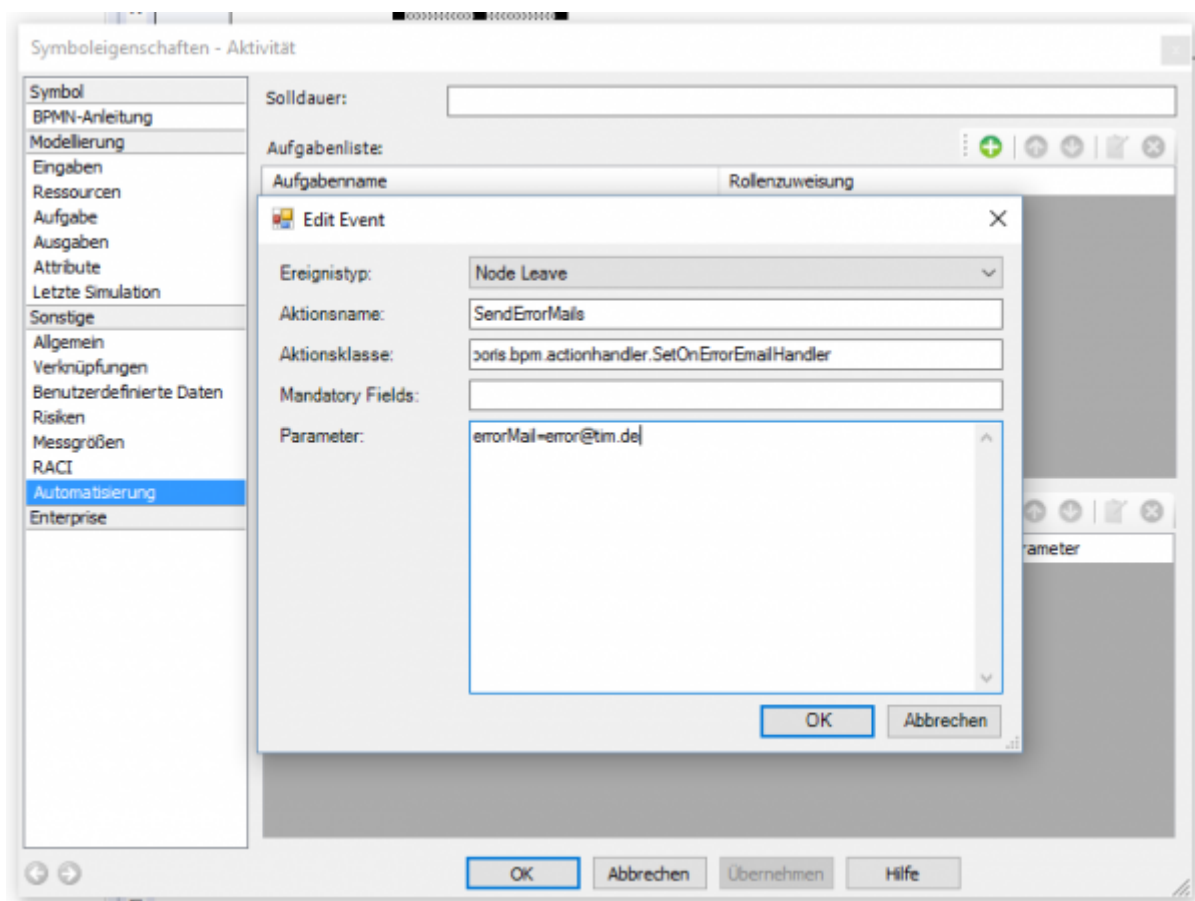 Symboleigenschaften - Aktivität
Symbol
BPMN-Anleitung
Modellierung
Eingaben
Ressourcen
Aufgabe
Ausgaben
Attribute
Letzte Simulation
Sonstige
Allgemein
Verknüpfungen
Benutzerdefinierte Daten
Risiken
Messgrößen
RACI
Automatisierung
Enterprise
Solldauer:
Aufgabenliste:
Aufgabenname Rollenzuweisung
Edit Event
Ereignistyp: Node Leave
Aktionsname: SendErrorMails
Aktionsklasse: boris.bpm.actionhandler.SetOnErrorEmailHandler
Mandatory Fields:
Parameter: errorMail=error@tim.de
OK Abbrechen
rameter
OK Abbrechen Übernehmen Hilfe